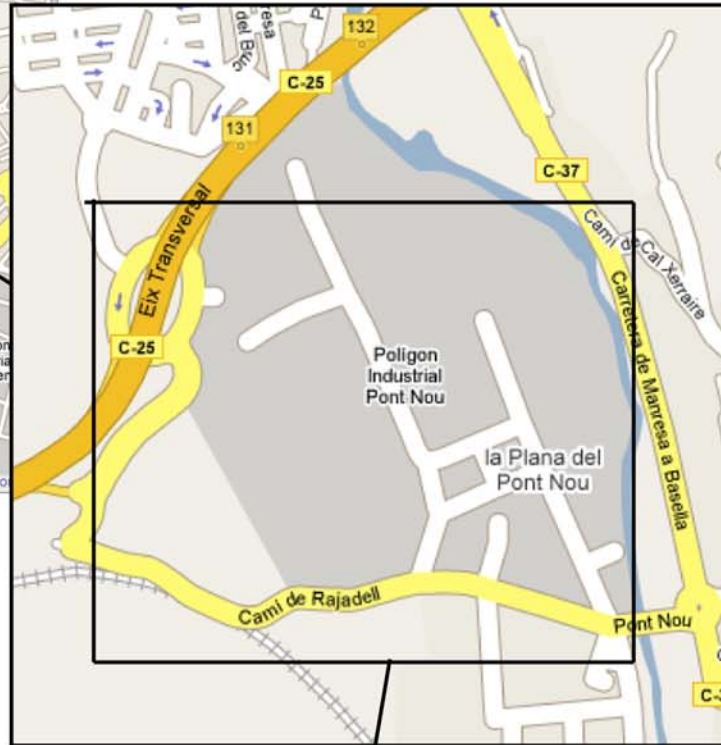 132
C-25
131
C-37
Eix Transversal
C-25
Camí de Cal Xerraire
Carretera de Manresa a Basella
Polígon
Industrial
Pont Nou
la Plana del
Pont Nou
Camí de Rajadell
Pont Nou